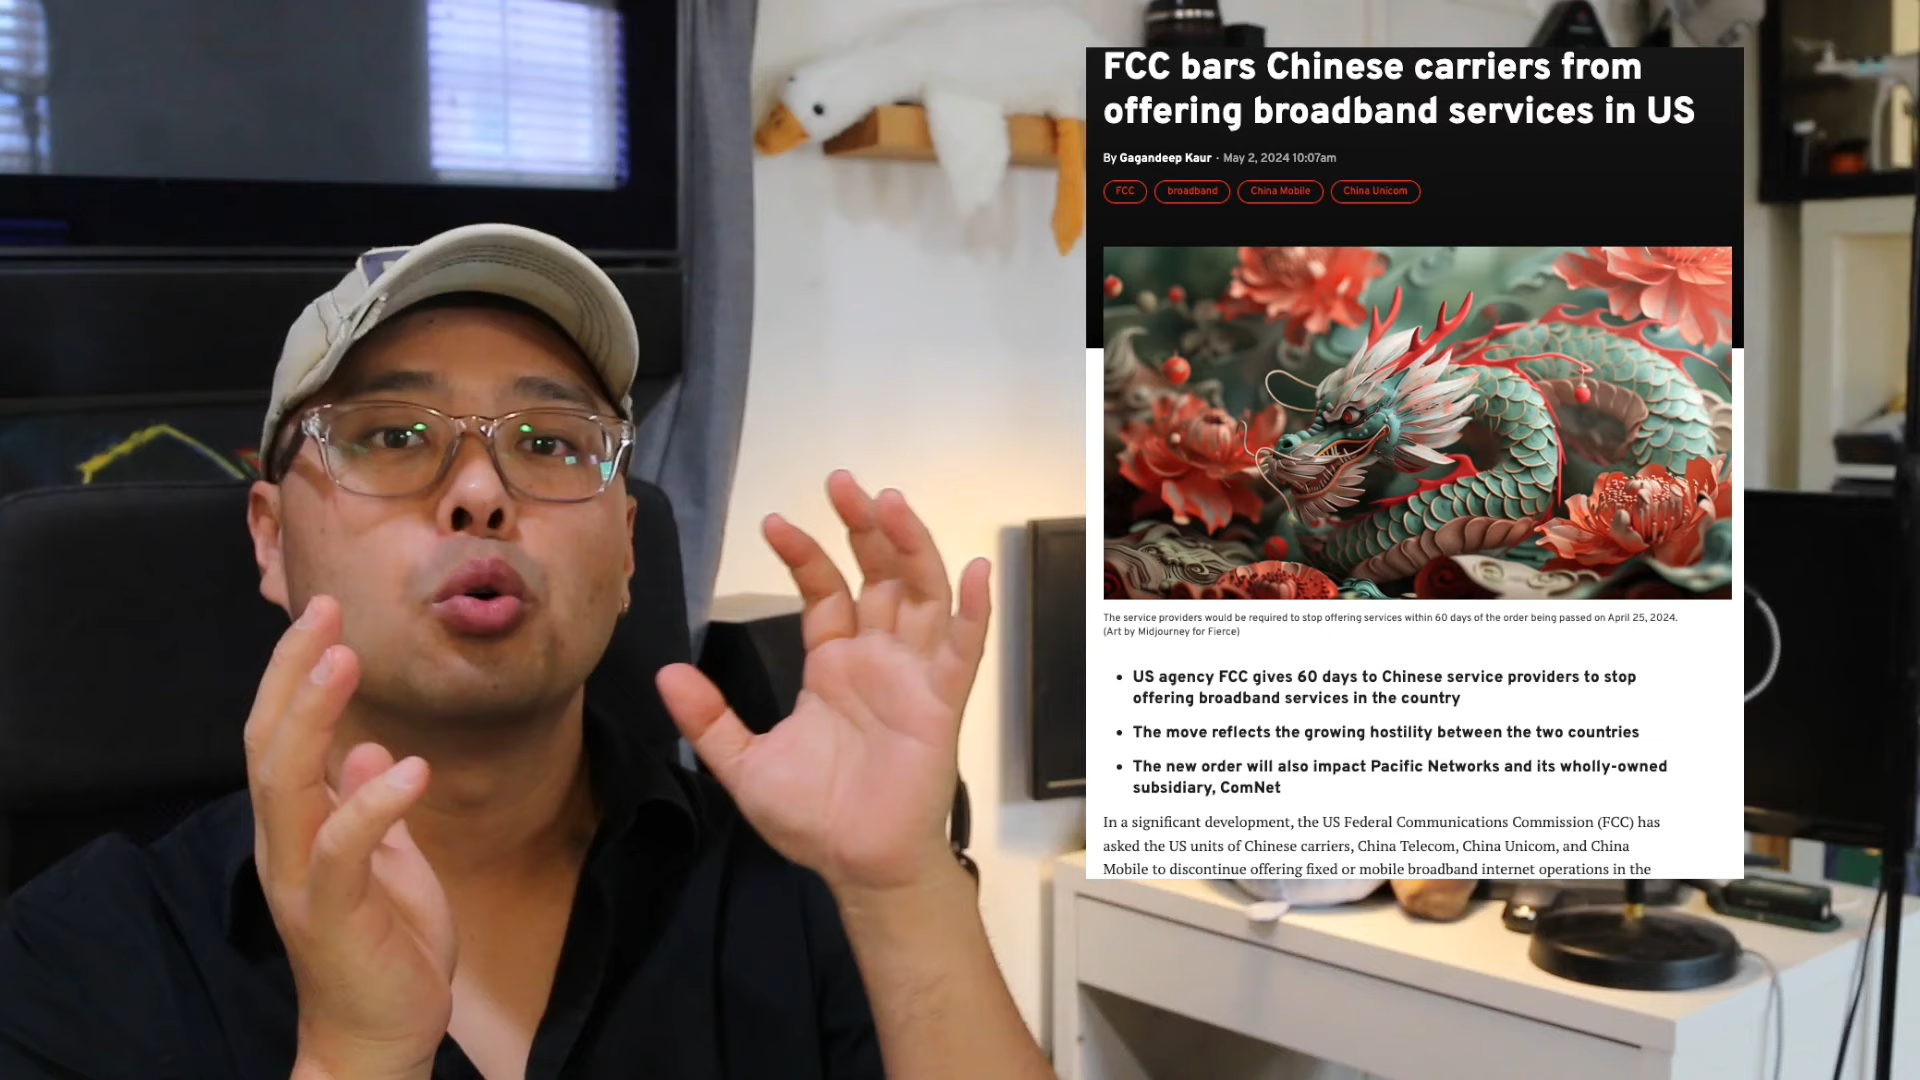 FCC bars Chinese carriers from
offering broadband services in US
By Gagandeep Kaur · May 2, 2024 10:07am
FCC broadband China Mobile China Unicom
The service providers would be required to stop offering services within 60 days of the order being passed on April 25, 2024.
(Art by Midjourney for Fierce)
• US agency FCC gives 60 days to Chinese service providers to stop
offering broadband services in the country
• The move reflects the growing hostility between the two countries
• The new order will also impact Pacific Networks and its wholly-owned
subsidiary, ComNet
In a significant development, the US Federal Communications Commission (FCC) has
asked the US units of Chinese carriers, China Telecom, China Unicom, and China
Mobile to discontinue offering fixed or mobile broadband internet operations in the